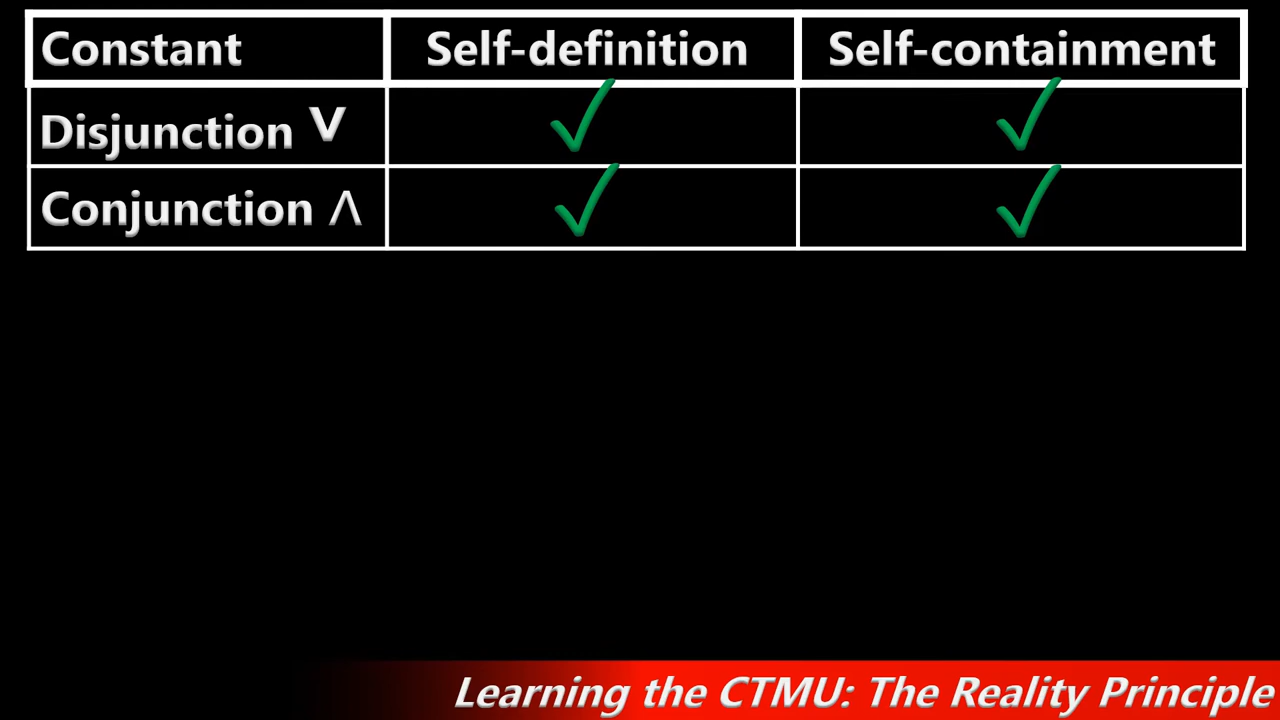 Constant Self-definition Self-containment
Disjunction ∨ ✓ ✓
Conjunction ∧ ✓ ✓
Learning the CTMU: The Reality Principle